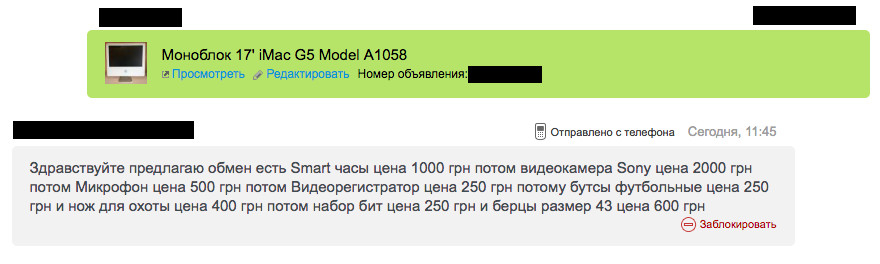 Моноблок 17' iMac G5 Model A1058
Просмотреть Редактировать Номер объявления:
Отправлено с телефона Сегодня, 11:45
Здравствуйте предлагаю обмен есть Smart часы цена 1000 грн потом видеокамера Sony цена 2000 грн
потом Микрофон цена 500 грн потом Видеорегистратор цена 250 грн потому бутсы футбольные цена 250
грн и нож для охоты цена 400 грн потом набор бит цена 250 грн и берцы размер 43 цена 600 грн
Заблокировать